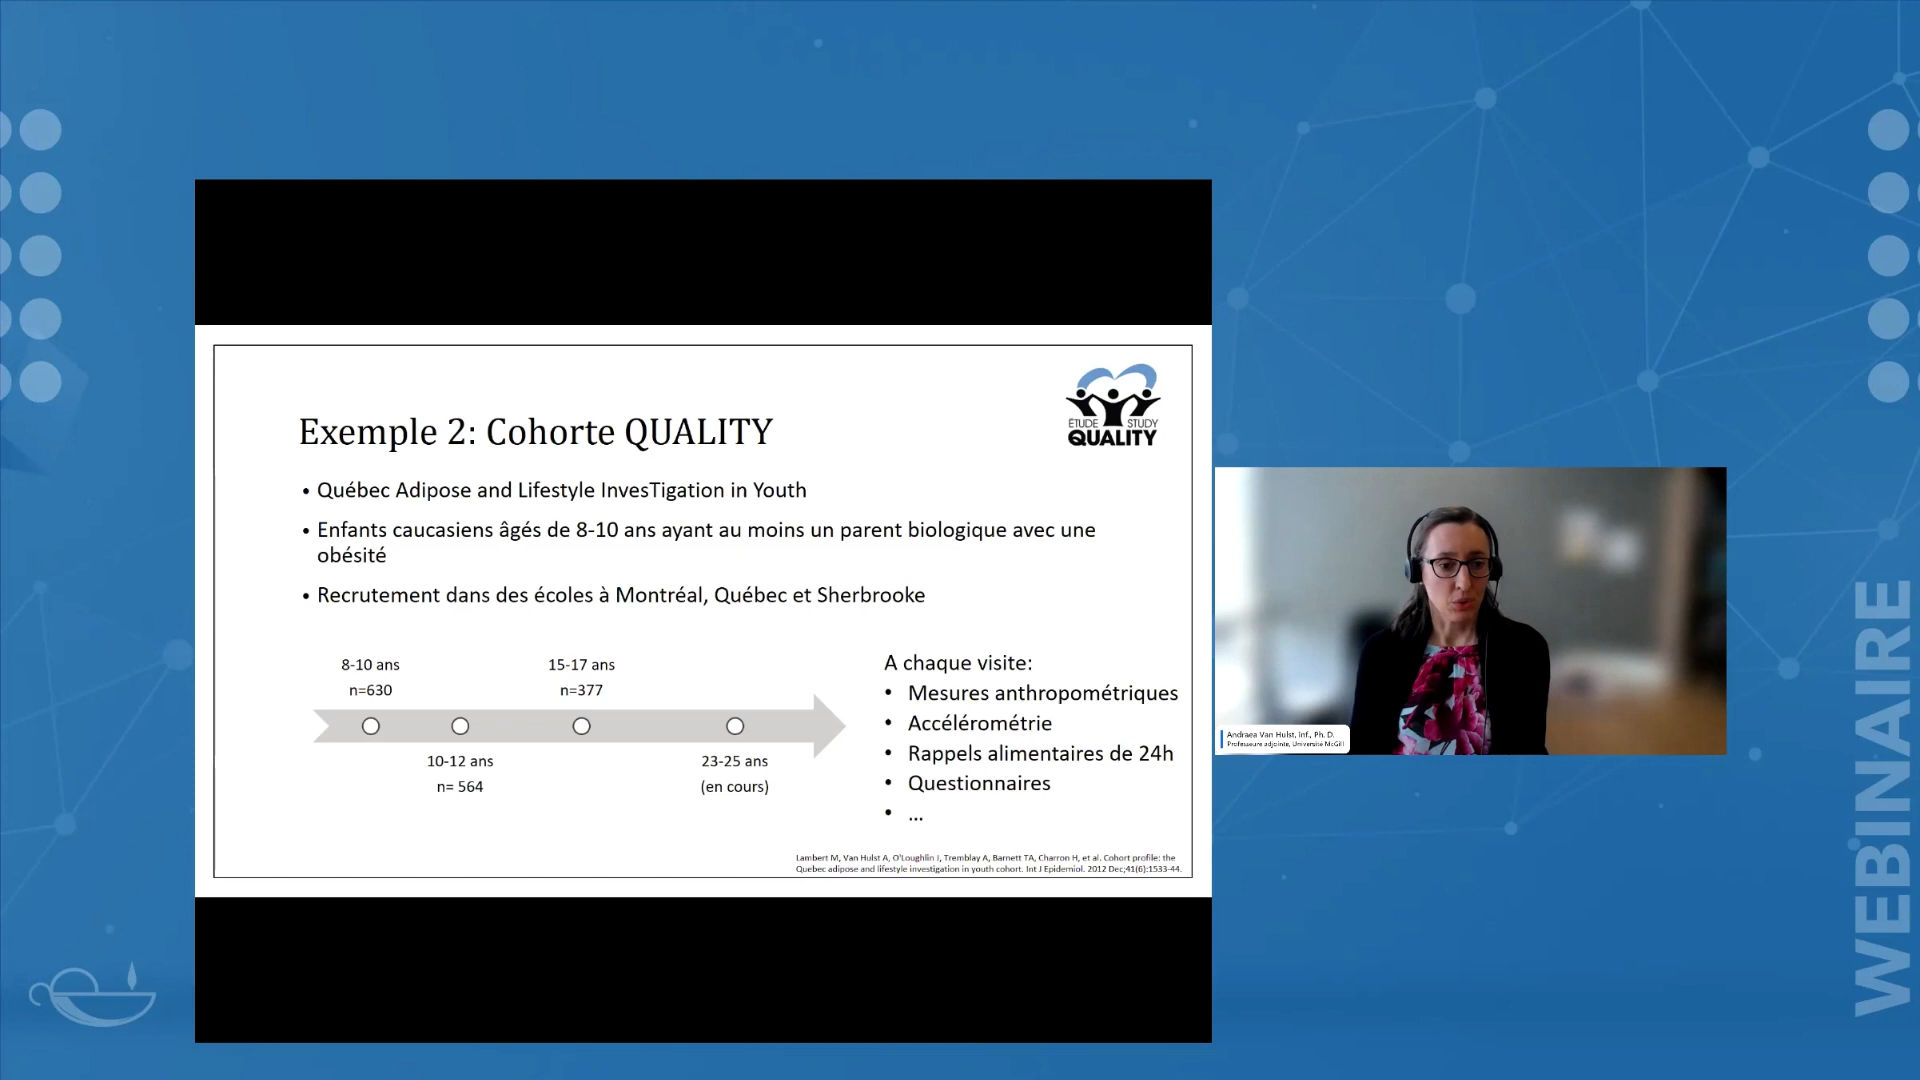 ÉTUDE STUDY
QUALITY
Exemple 2: Cohorte QUALITY
• Québec Adipose and Lifestyle InvesTigation in Youth
• Enfants caucasiens âgés de 8-10 ans ayant au moins un parent biologique avec une
obésité
• Recrutement dans des écoles à Montréal, Québec et Sherbrooke
8-10 ans
n=630
15-17 ans
n=377
10-12 ans
n= 564
23-25 ans
(en cours)
A chaque visite:
• Mesures anthropométriques
• Accélérométrie
• Rappels alimentaires de 24h
• Questionnaires
• ...
Lambert M, Van Hulst A, O'Loughlin J, Tremblay A, Barnett TA, Charron H, et al. Cohort profile: the
Quebec adipose and lifestyle investigation in youth cohort. Int J Epidemiol. 2012 Dec;41(6):1533-44.
Andraea Van Hulst, inf., Ph. D.
Professeure adjointe, Université McGill
WEBINAIRE